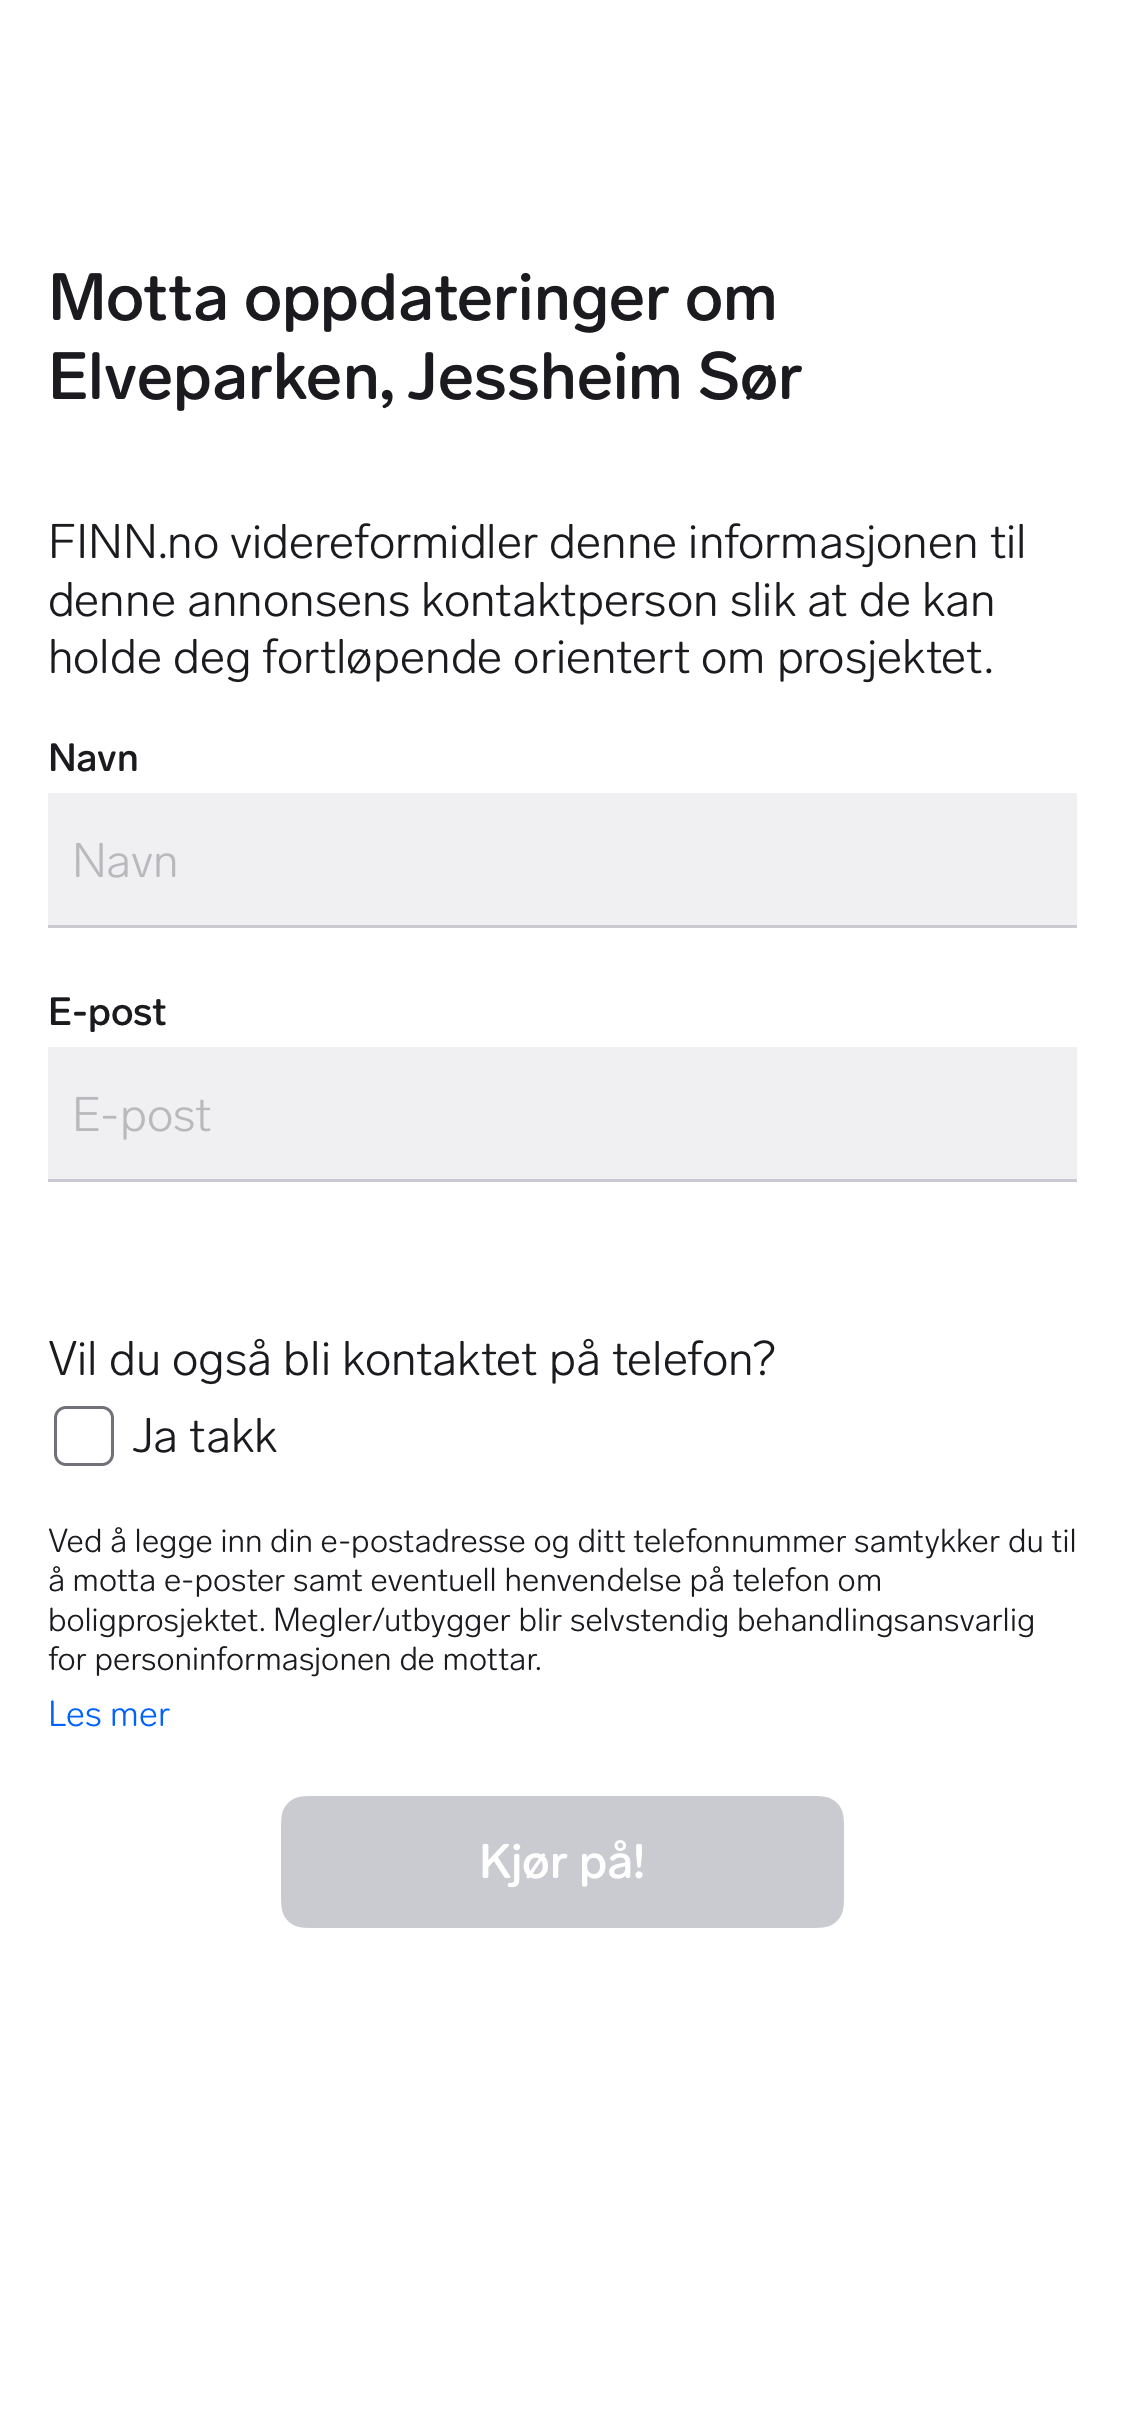 Motta oppdateringer om
Elveparken, Jessheim Sør
FINN.no videreformidler denne informasjonen til
denne annonsens kontaktperson slik at de kan
holde deg fortløpende orientert om prosjektet.
Navn
Navn
E-post
E-post
Vil du også bli kontaktet på telefon?
Ja takk
Ved å legge inn din e-postadresse og ditt telefonnummer samtykker du til
å motta e-poster samt eventuell henvendelse på telefon om
boligprosjektet. Megler/utbygger blir selvstendig behandlingsansvarlig
for personinformasjonen de mottar.
Les mer
Kjør på!